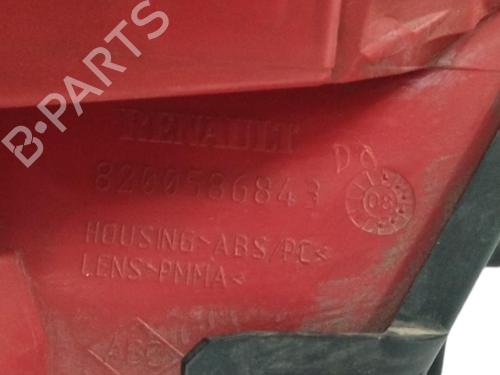 B-PARTS
RENAULT
8200586843
HOUSING>ABS/PC<
LENS>PMMA<